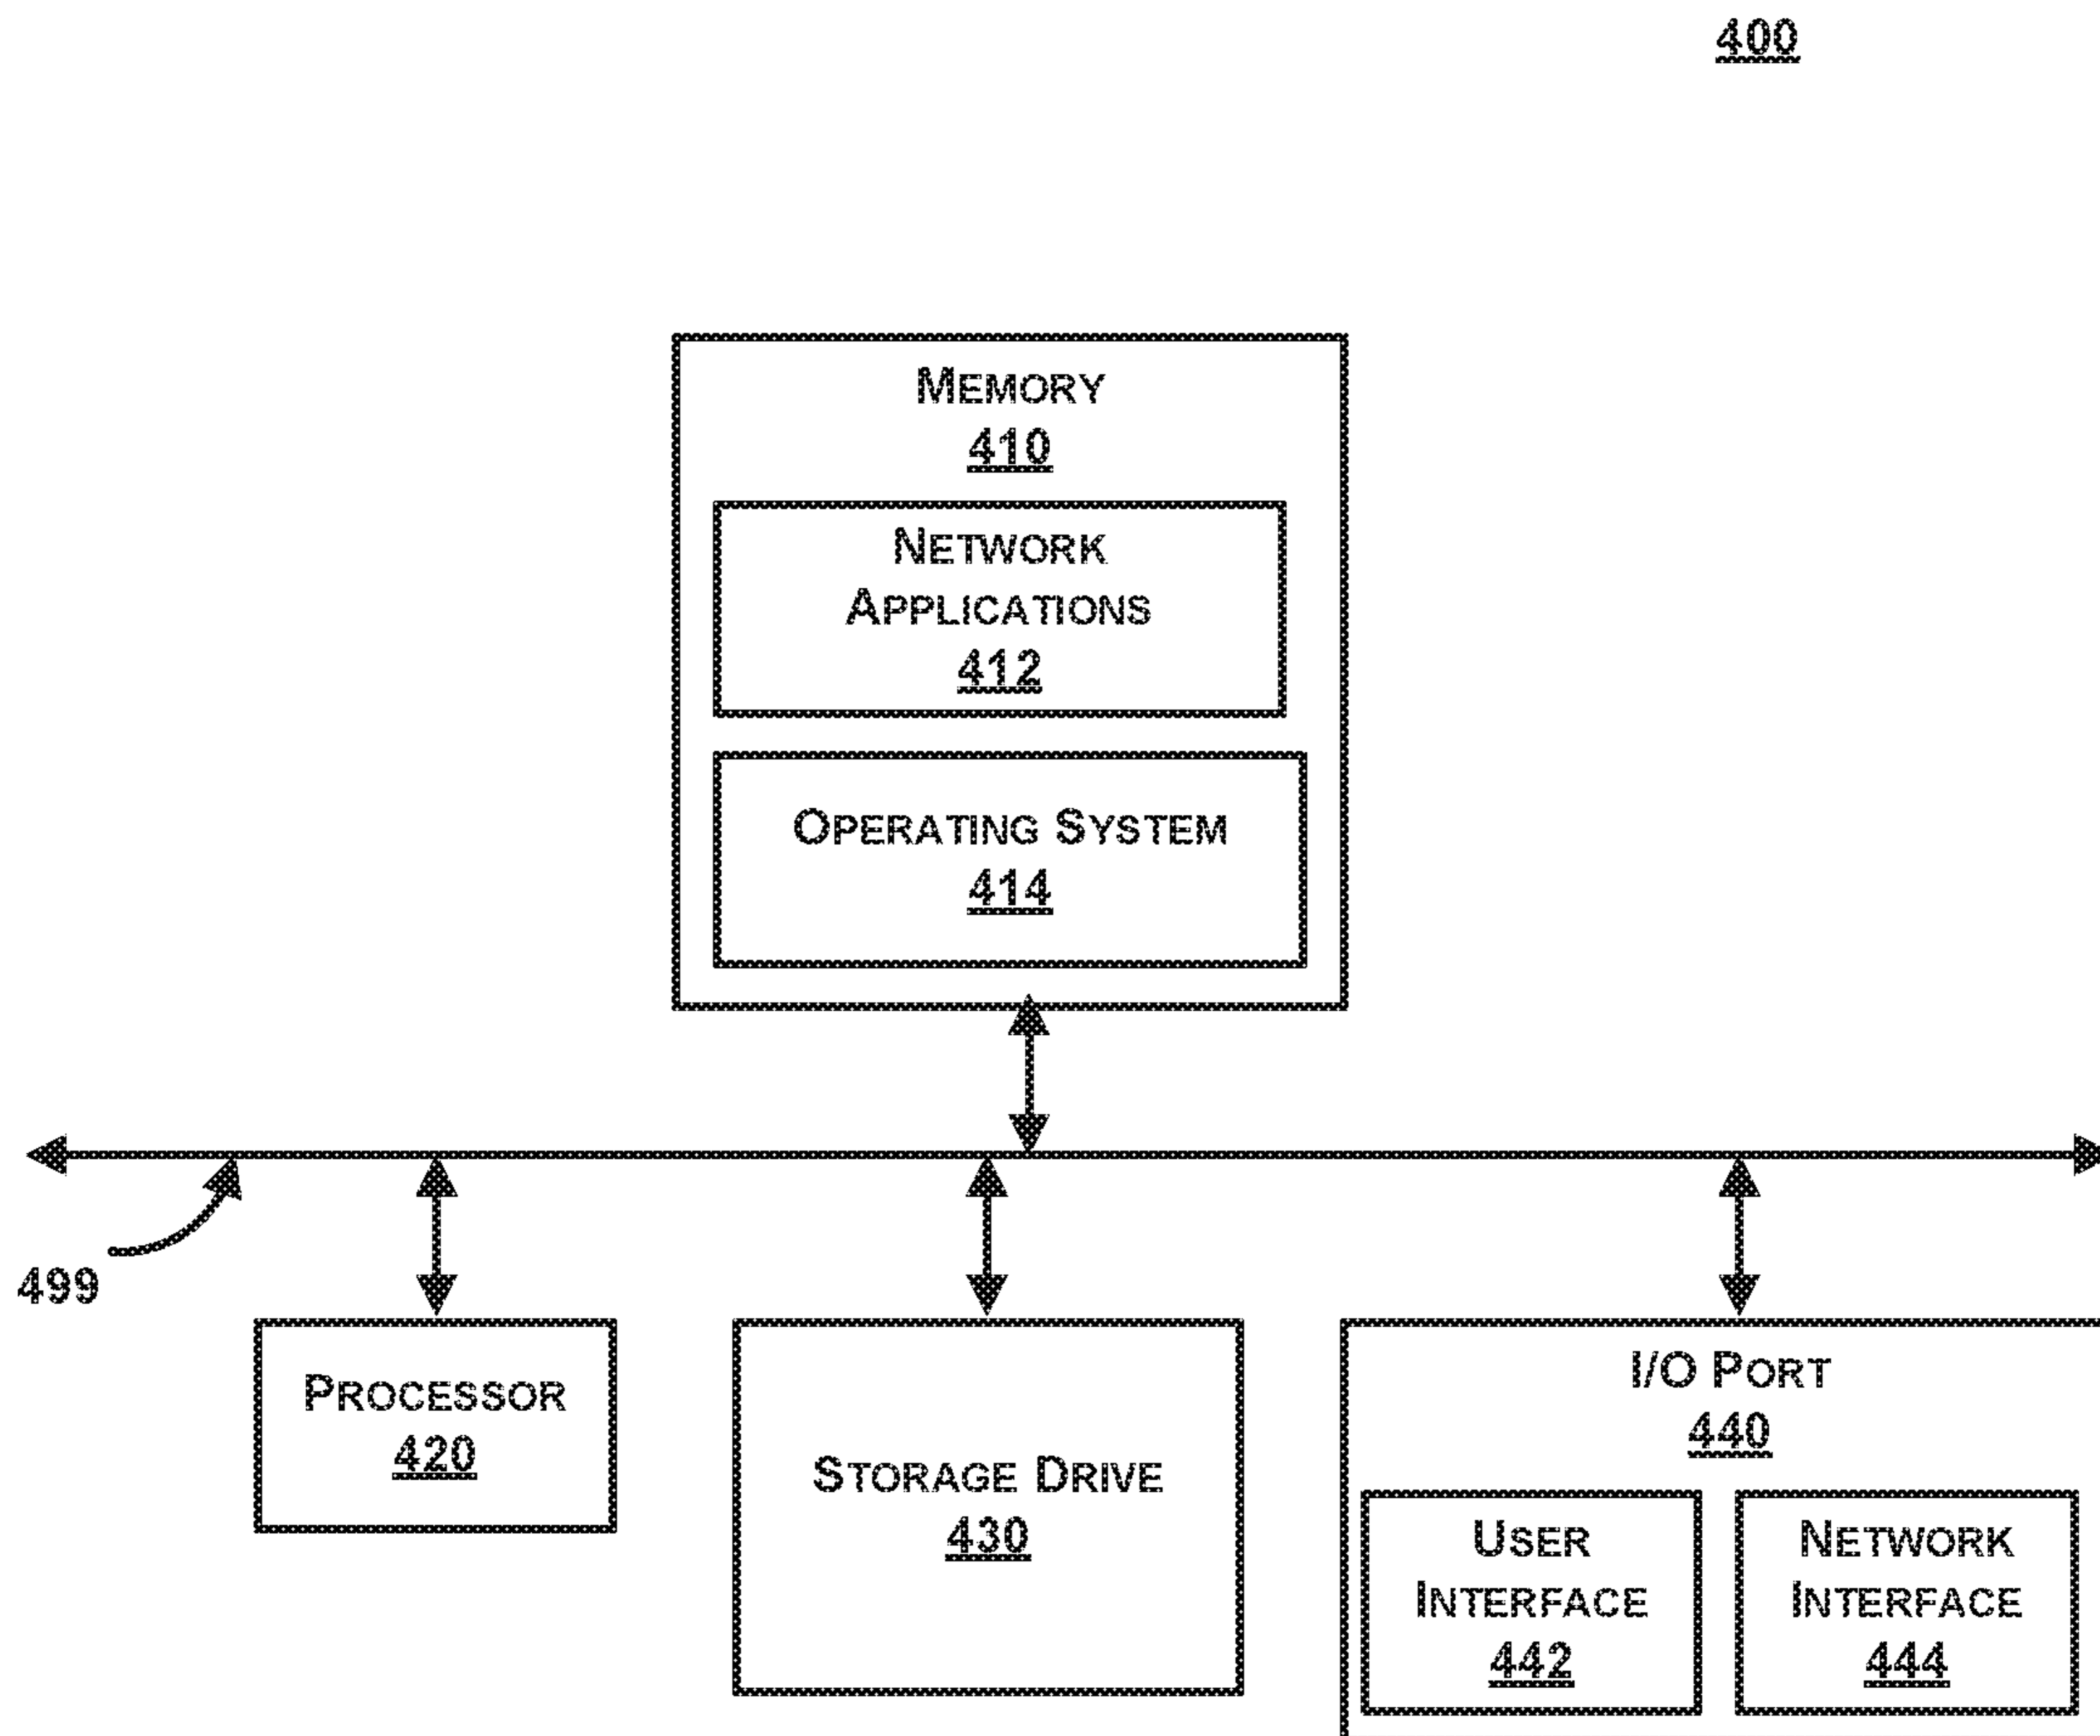 400
MEMORY
410
NETWORK
APPLICATIONS
412
OPERATING SYSTEM
414
499
PROCESSOR
420
STORAGE DRIVE
430
I/O PORT
440
USER
INTERFACE
442
NETWORK
INTERFACE
444